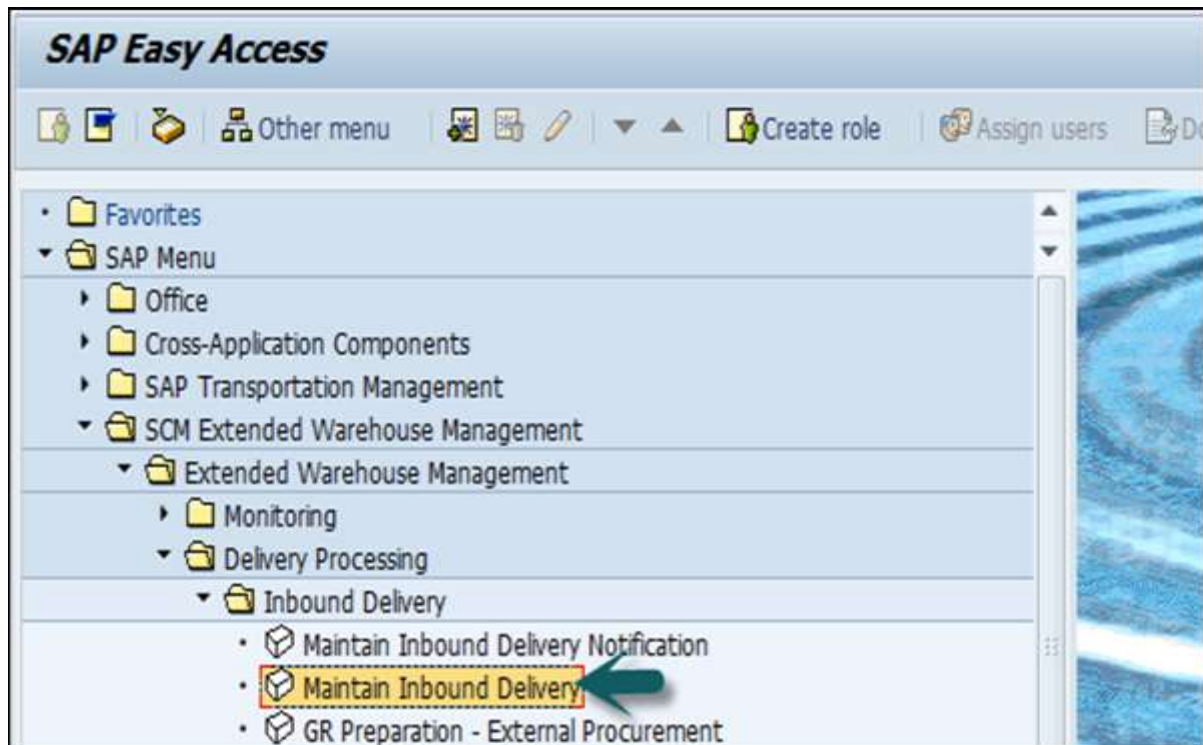 SAP Easy Access
Other menu Create role Assign users
Favorites
SAP Menu
Office
Cross-Application Components
SAP Transportation Management
SCM Extended Warehouse Management
Extended Warehouse Management
Monitoring
Delivery Processing
Inbound Delivery
Maintain Inbound Delivery Notification
Maintain Inbound Delivery
GR Preparation - External Procurement